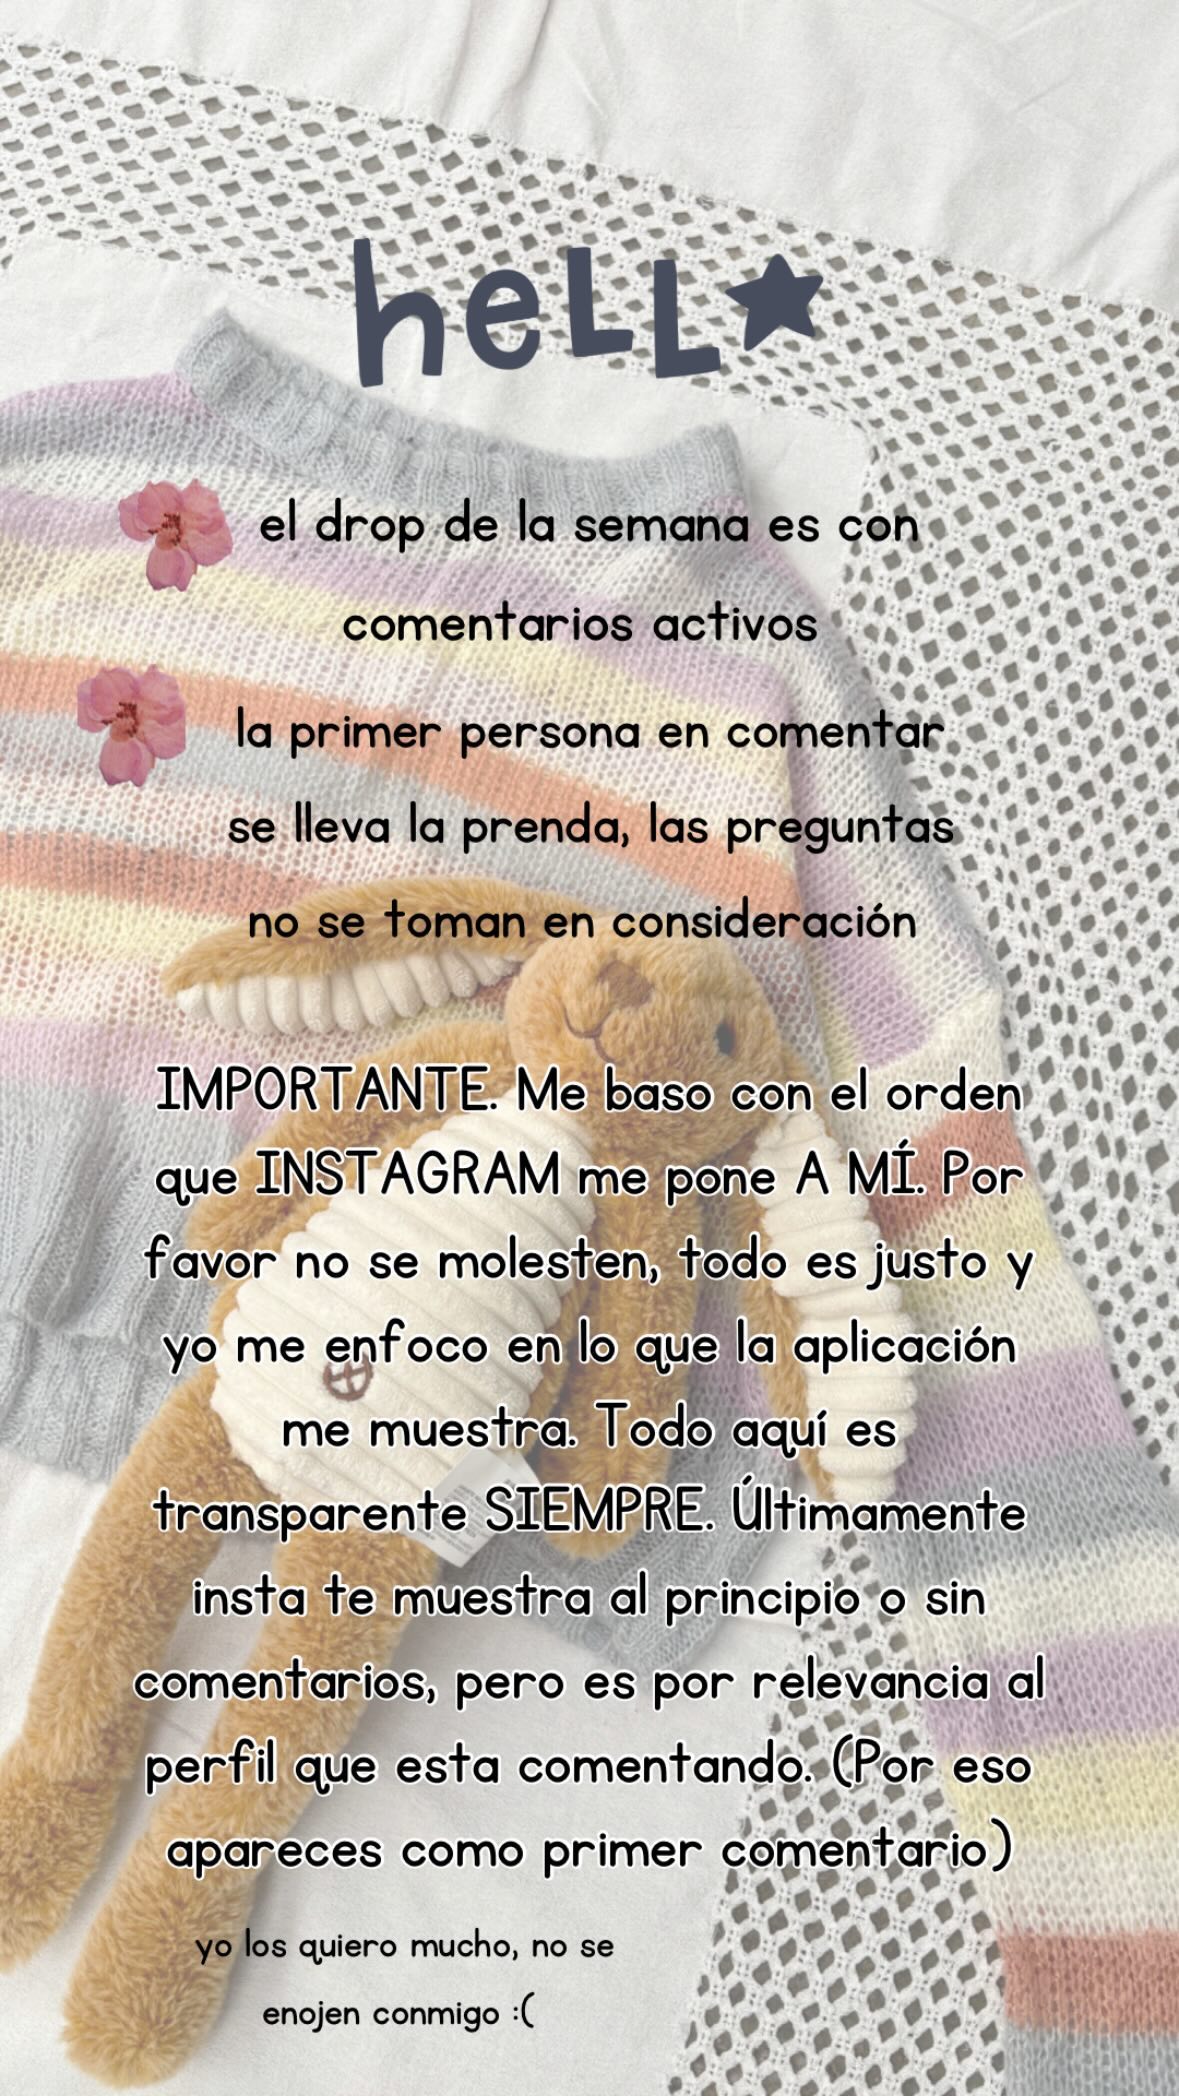 hell★
el drop de la semana es con
comentarios activos
la primer persona en comentar
se lleva la prenda, las preguntas
no se toman en consideración
IMPORTANTE. Me baso con el orden
que INSTAGRAM me pone A MÍ. Por
favor no se molesten, todo es justo y
yo me enfoco en lo que la aplicación
me muestra. Todo aquí es
transparente SIEMPRE. Últimamente
insta te muestra al principio o sin
comentarios, pero es por relevancia al
perfil que esta comentando. (Por eso
apareces como primer comentario)
yo los quiero mucho, no se
enojen conmigo :(